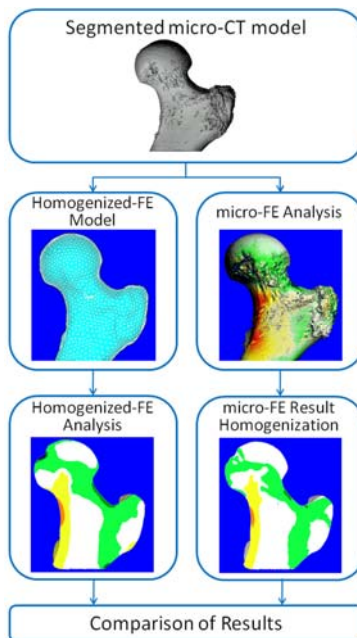 Segmented micro-CT model
Homogenized-FE
Model
micro-FE Analysis
Homogenized-FE
Analysis
micro-FE Result
Homogenization
Comparison of Results